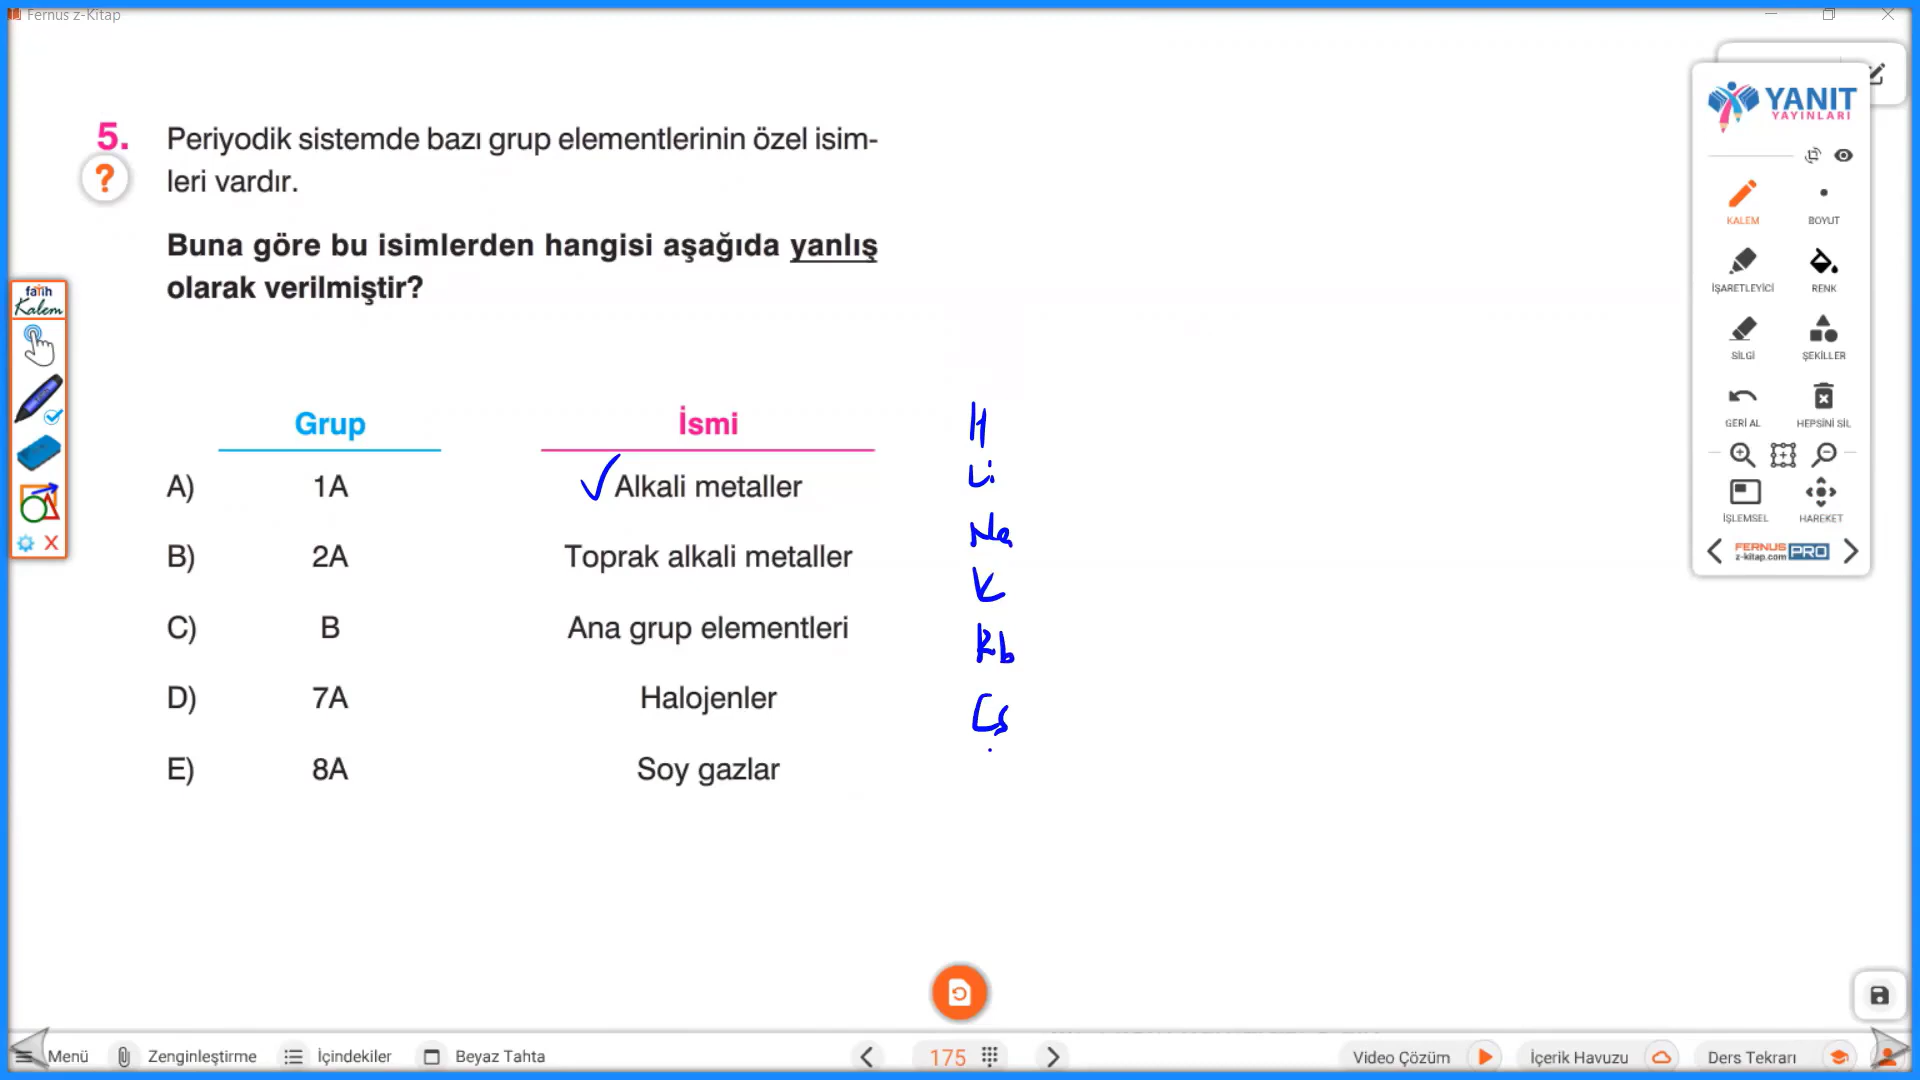 Fernus z-Kitap
5. Periyodik sistemde bazı grup elementlerinin özel isim-
? leri vardır.
Buna göre bu isimlerden hangisi aşağıda yanlış
olarak verilmiştir?
Grup İsmi
A) 1A Alkali metaller
B) 2A Toprak alkali metaller
C) B Ana grup elementleri
D) 7A Halojenler
E) 8A Soy gazlar
H
Li
Na
K
Rb
Cs
fatih
Kalem
YANIT
YAYINLARI
KALEM BOYUT
İŞARETLEYİCİ RENK
SİLGİ ŞEKİLLER
GERİ AL HEPSİNİ SİL
İŞLEMSEL HAREKET
FERNUS PRO
z-kitap.com
Menü Zenginleştirme İçindekiler Beyaz Tahta 175 Video Çözüm İçerik Havuzu Ders Tekrarı